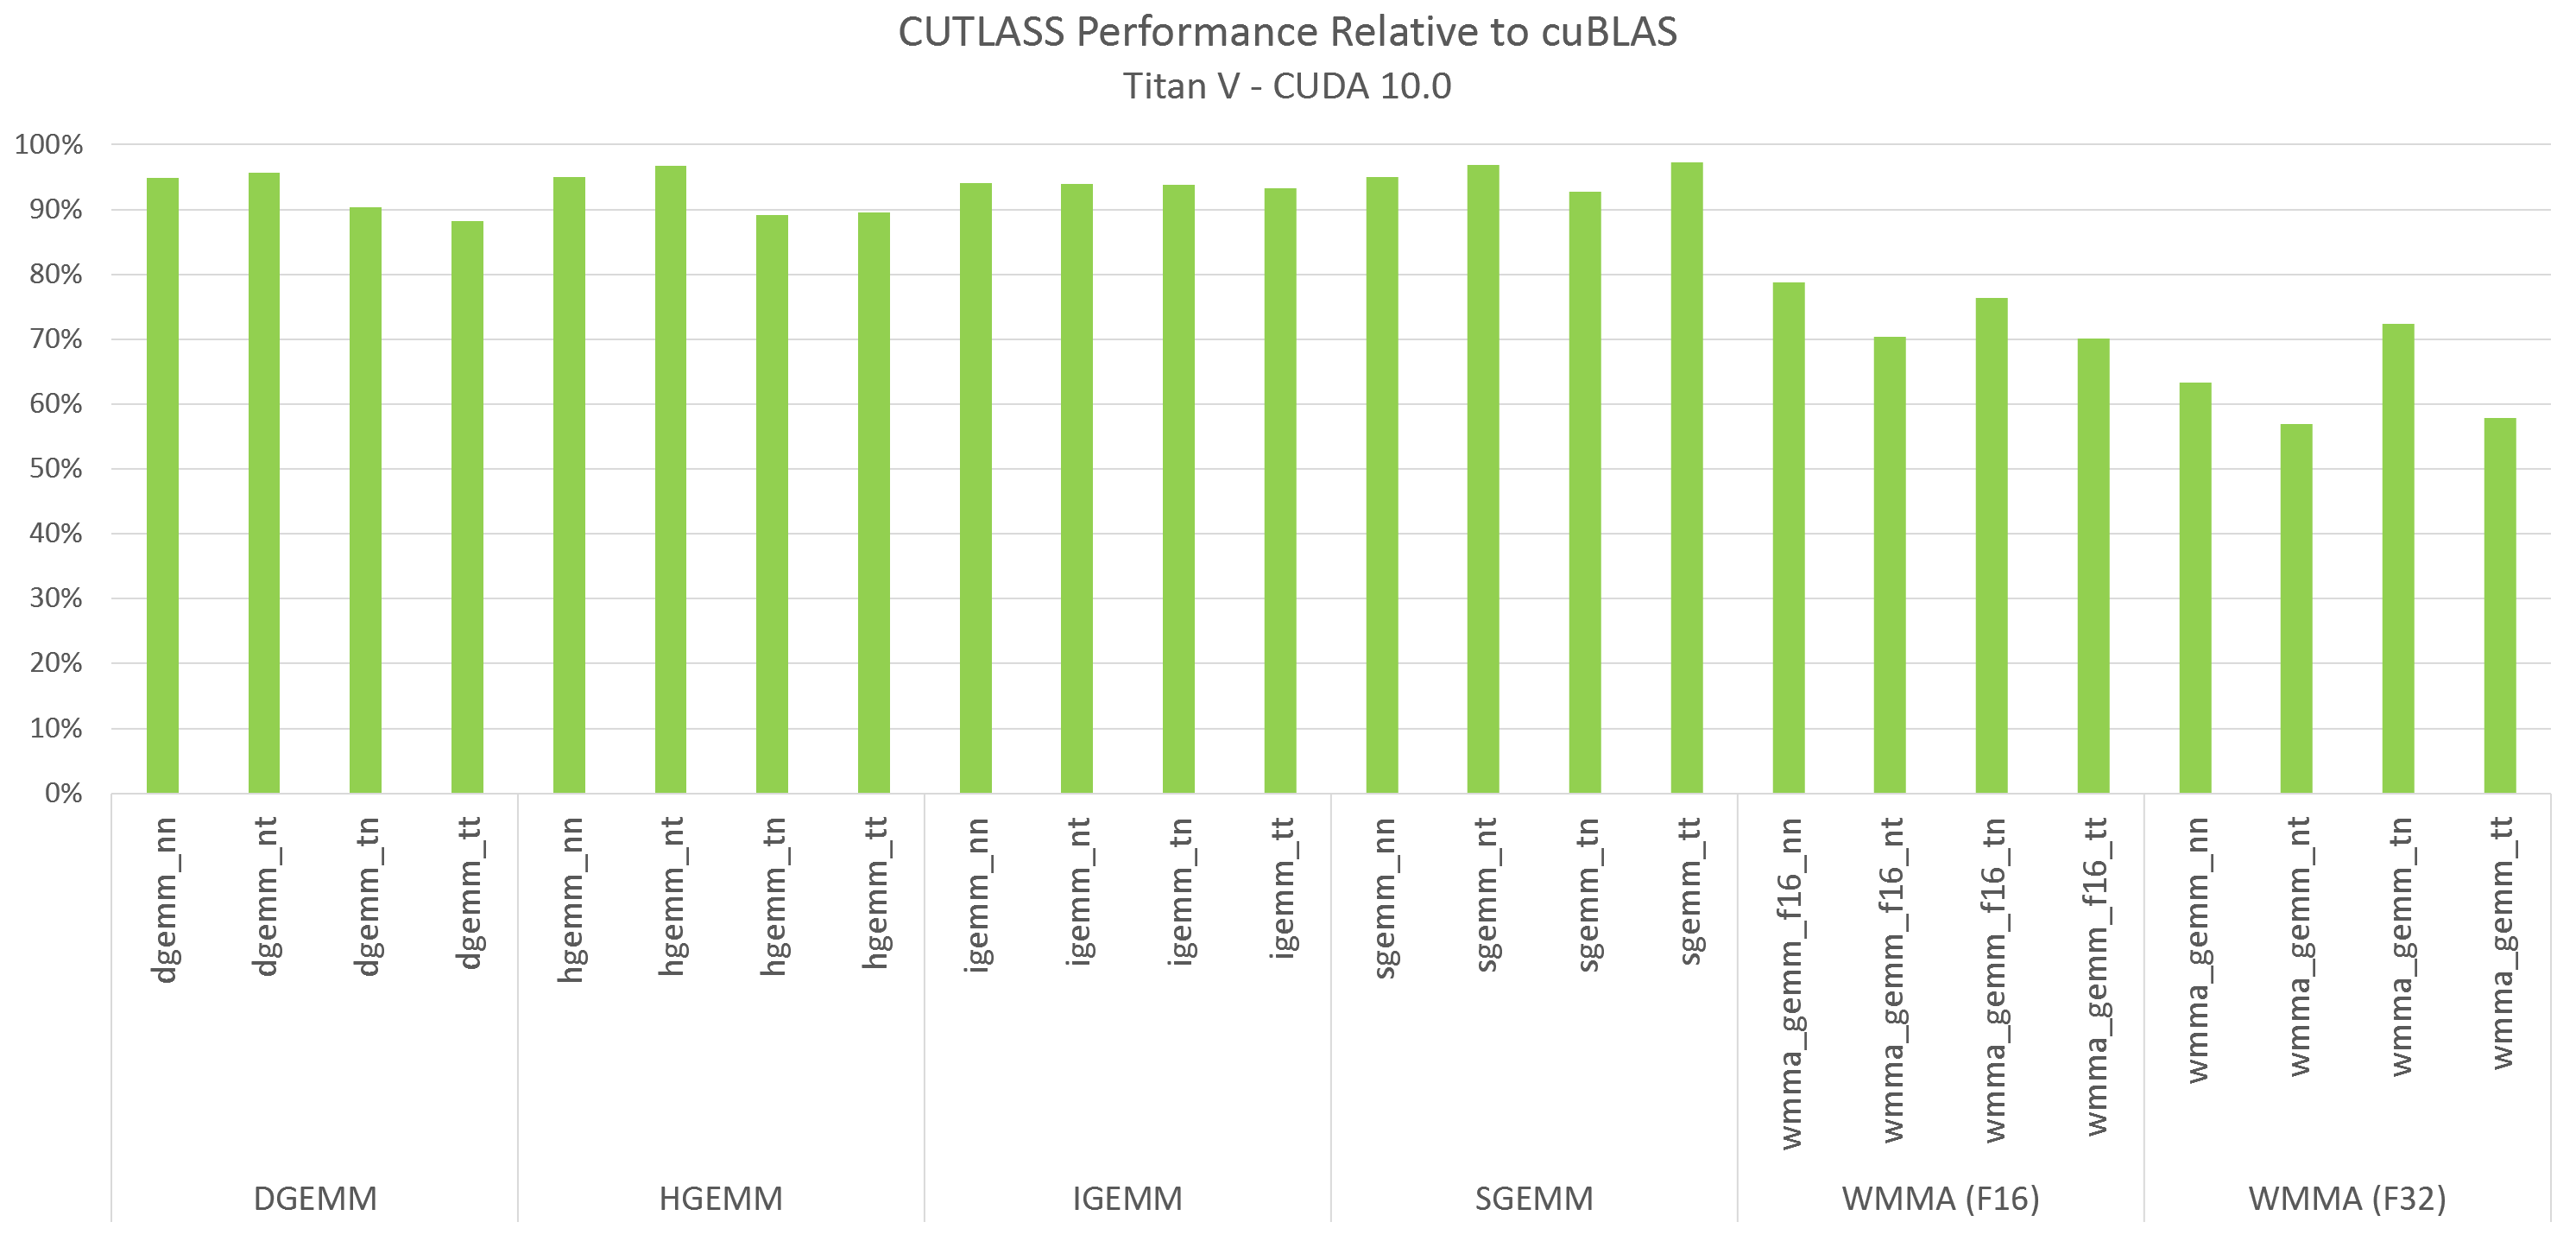 CUTLASS Performance Relative to cuBLAS
Titan V - CUDA 10.0
100%
90%
80%
70%
60%
50%
40%
30%
20%
10%
0%
dgemm_nn
dgemm_nt
dgemm_tn
dgemm_tt
hgemm_nn
hgemm_nt
hgemm_tn
hgemm_tt
igemm_nn
igemm_nt
igemm_tn
igemm_tt
sgemm_nn
sgemm_nt
sgemm_tn
sgemm_tt
wmma_gemm_f16_nn
wmma_gemm_f16_nt
wmma_gemm_f16_tn
wmma_gemm_f16_tt
wmma_gemm_nn
wmma_gemm_nt
wmma_gemm_tn
wmma_gemm_tt
DGEMM
HGEMM
IGEMM
SGEMM
WMMA (F16)
WMMA (F32)